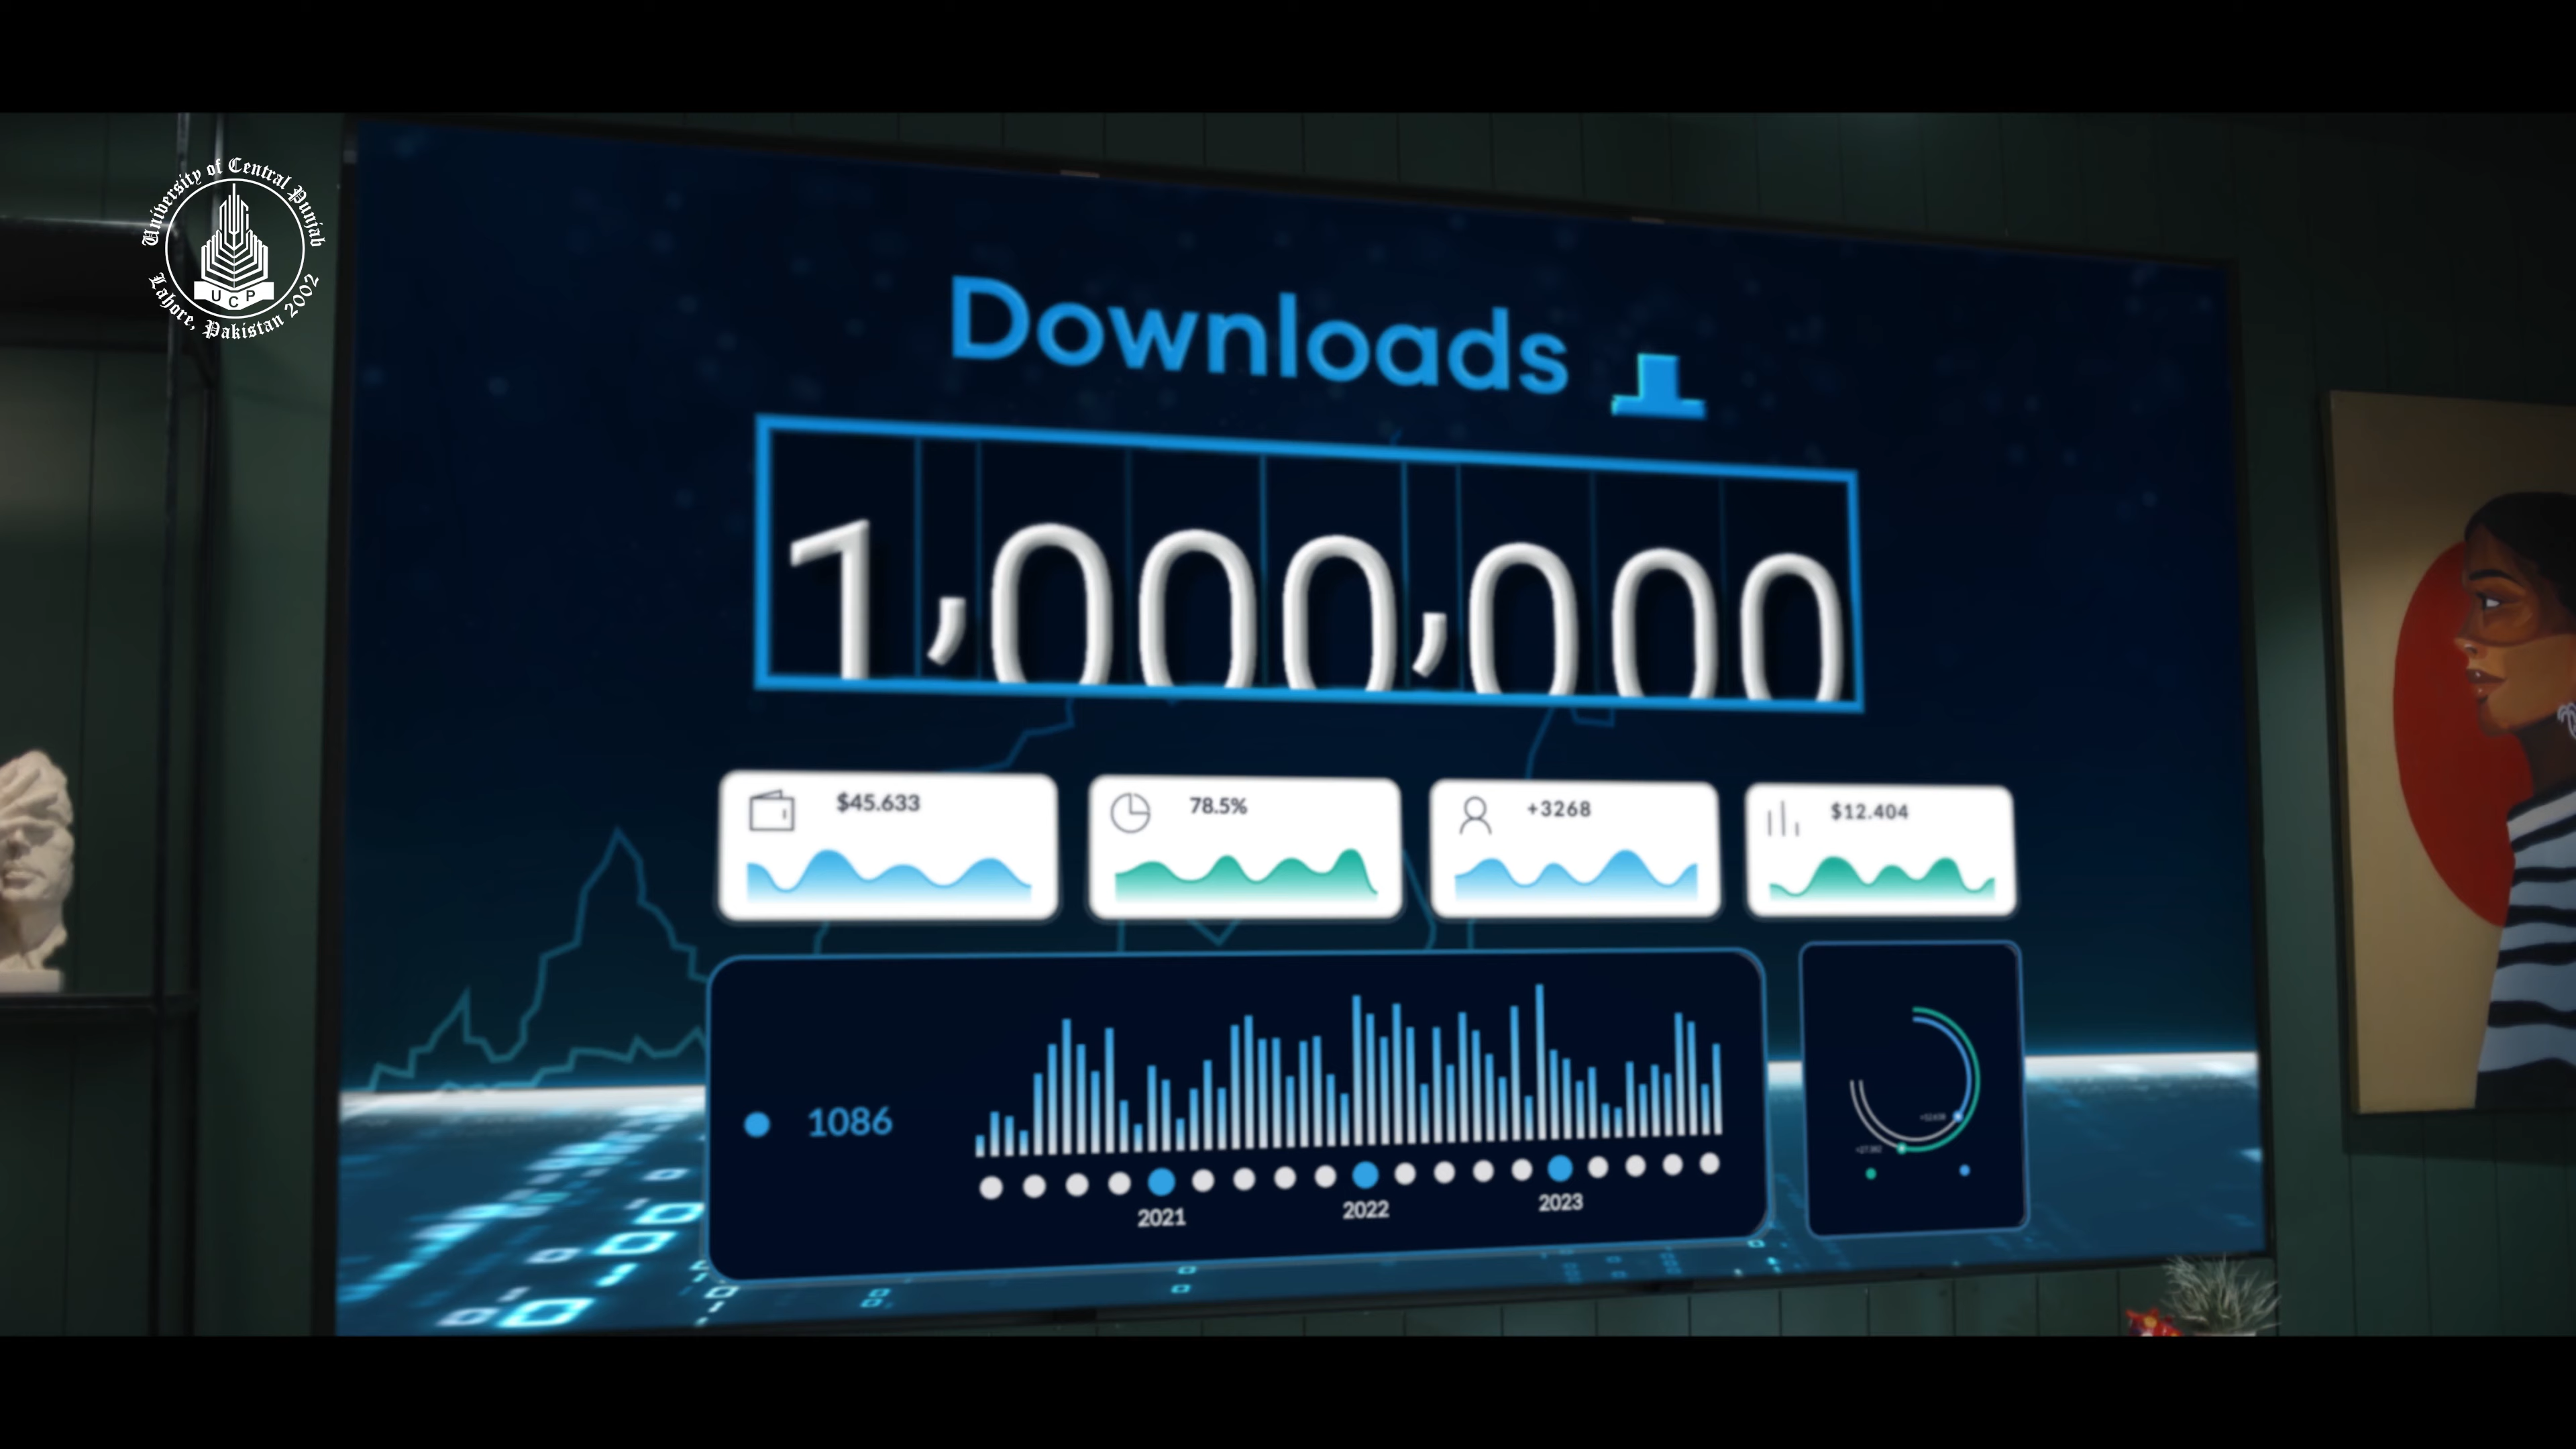 University of Central Punjab
UCP
Lahore, Pakistan 2002
Downloads
1,000,000
$45.633
78.5%
+3268
$12.404
1086
2021
2022
2023